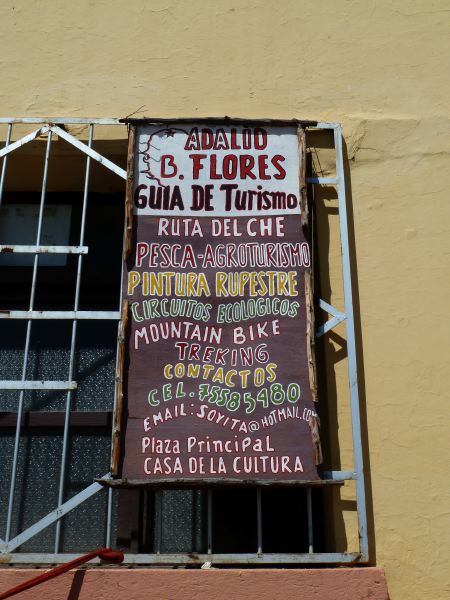 ADALID
B. FLORES
GUIA DE Turismo
RUTA DEL CHE
PESCA-AGROTURISMO
PINTURA RUPESTRE
CIRCUITOS ECOLOGICOS
MOUNTAIN BIKE
TREKING
CONTACTOS
CEL. 75585480
EMAIL: SOYITA@HOTMAIL.COM
Plaza Principal
CASA DE LA CULTURA